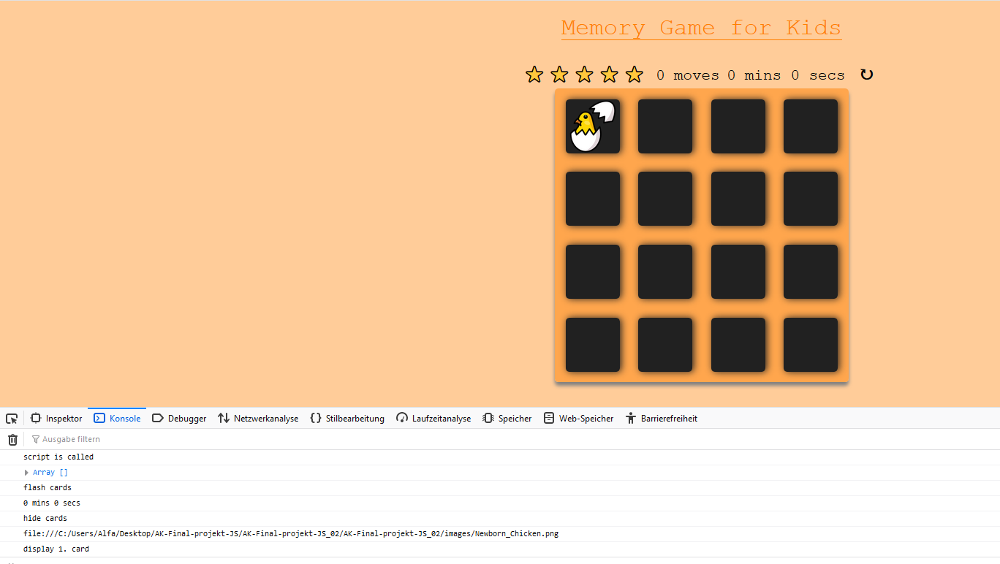 Memory Game for Kids
0 moves 0 mins 0 secs
Inspektor Konsole Debugger Netzwerkanalyse Stilbearbeitung Laufzeitanalyse Speicher Web-Speicher Barrierefreiheit
Ausgabe filtern
script is called
Array []
flash cards
0 mins 0 secs
hide cards
file:///C:/Users/Alfa/Desktop/AK-Final-projekt-JS/AK-Final-projekt-JS_02/AK-Final-projekt-JS_02/images/Newborn_Chicken.png
display 1. card